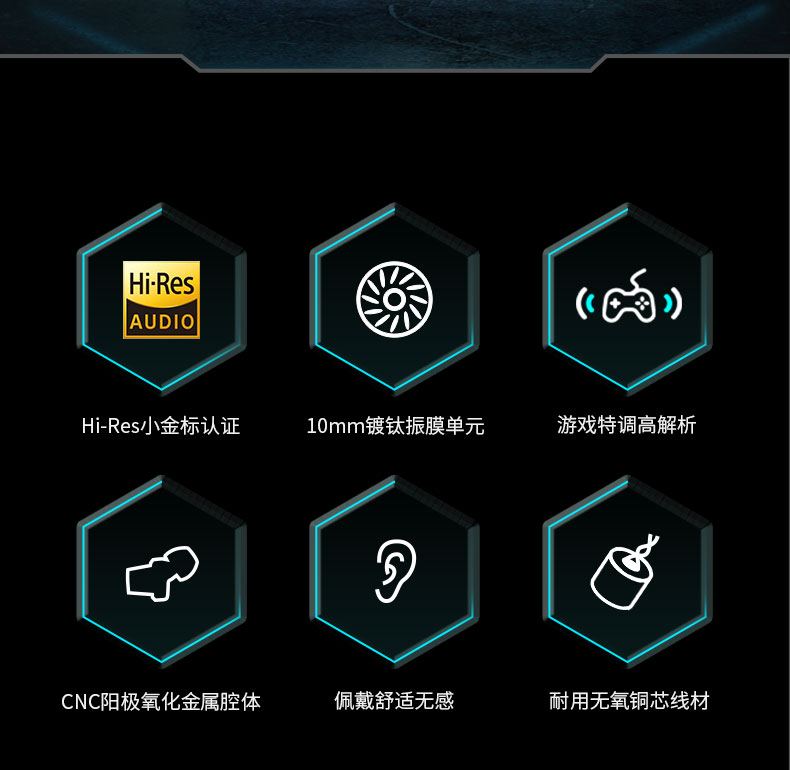 Hi-Res
AUDIO
Hi-Res小金标认证
10mm镀钛振膜单元
游戏特调高解析
CNC阳极氧化金属腔体
佩戴舒适无感
耐用无氧铜芯线材